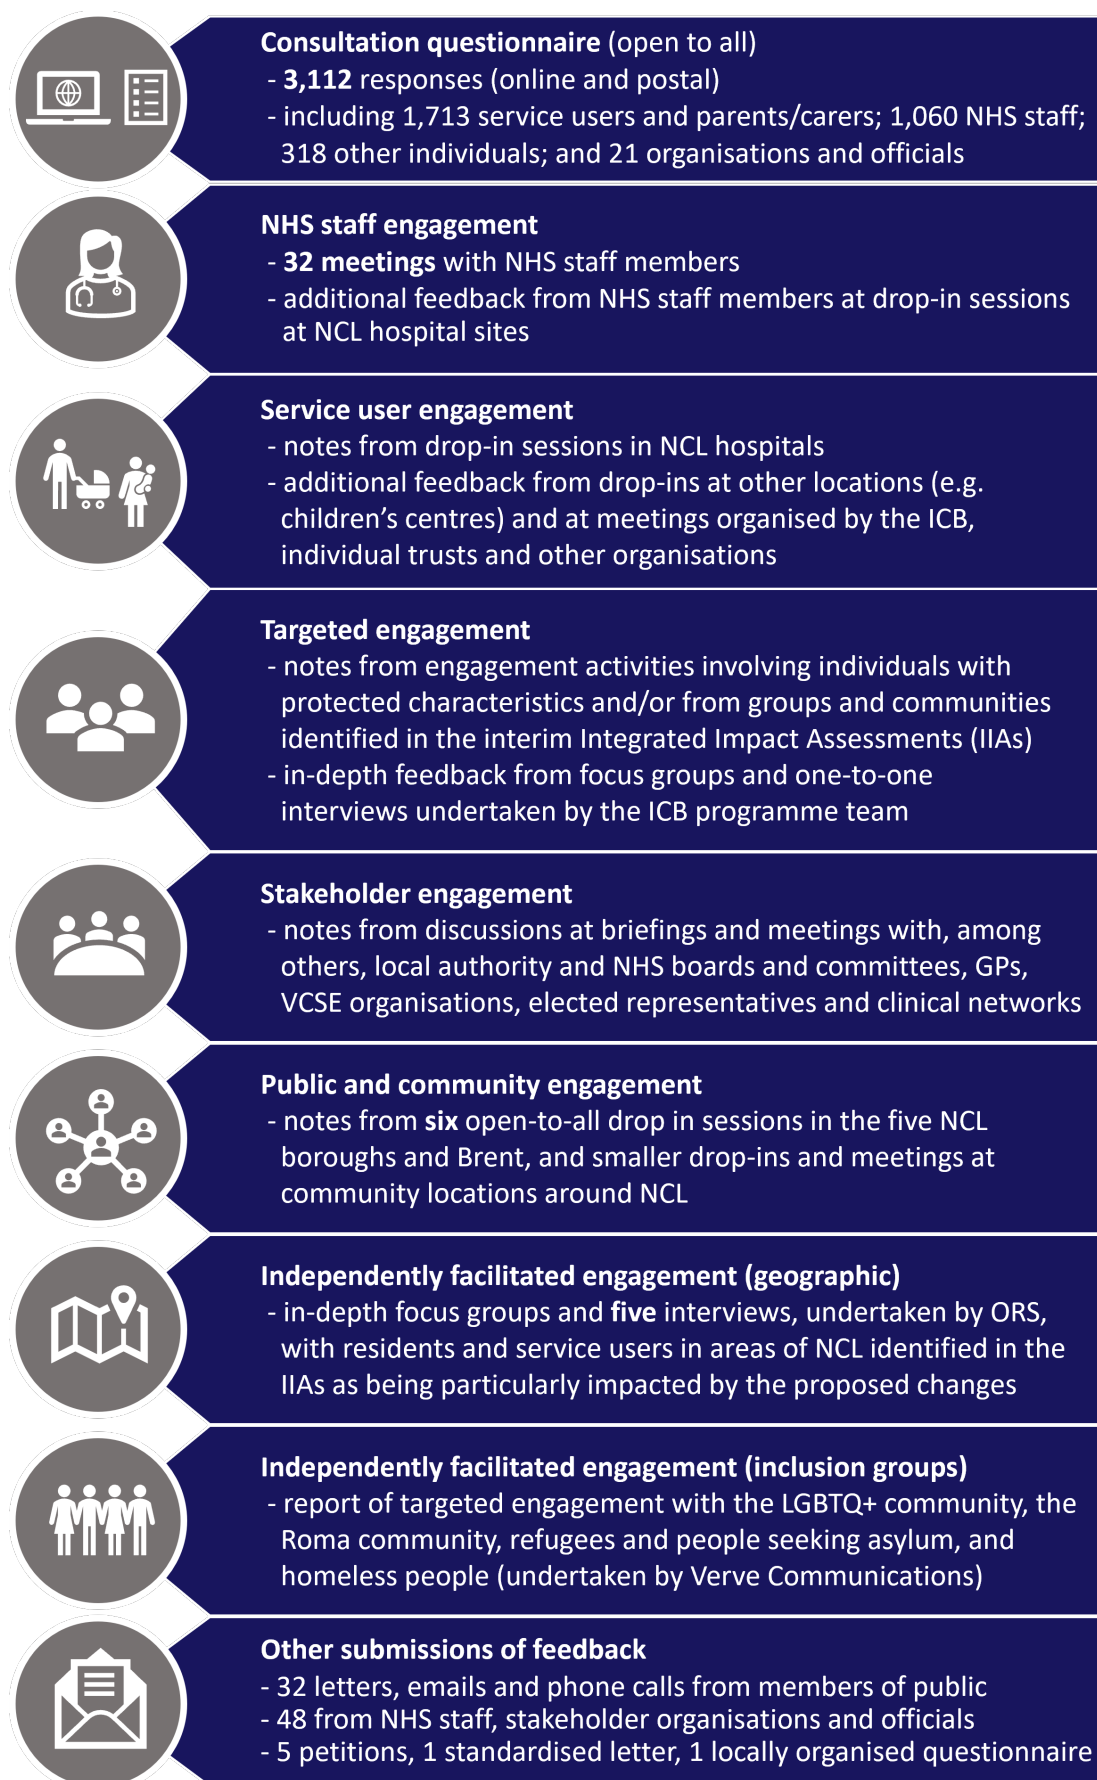 Consultation questionnaire (open to all)
- 3,112 responses (online and postal)
- including 1,713 service users and parents/carers; 1,060 NHS staff;
318 other individuals; and 21 organisations and officials
NHS staff engagement
- 32 meetings with NHS staff members
- additional feedback from NHS staff members at drop-in sessions
at NCL hospital sites
Service user engagement
- notes from drop-in sessions in NCL hospitals
- additional feedback from drop-ins at other locations (e.g.
children’s centres) and at meetings organised by the ICB,
individual trusts and other organisations
Targeted engagement
- notes from engagement activities involving individuals with
protected characteristics and/or from groups and communities
identified in the interim Integrated Impact Assessments (IIAs)
- in-depth feedback from focus groups and one-to-one
interviews undertaken by the ICB programme team
Stakeholder engagement
- notes from discussions at briefings and meetings with, among
others, local authority and NHS boards and committees, GPs,
VCSE organisations, elected representatives and clinical networks
Public and community engagement
- notes from six open-to-all drop in sessions in the five NCL
boroughs and Brent, and smaller drop-ins and meetings at
community locations around NCL
Independently facilitated engagement (geographic)
- in-depth focus groups and five interviews, undertaken by ORS,
with residents and service users in areas of NCL identified in the
IIAs as being particularly impacted by the proposed changes
Independently facilitated engagement (inclusion groups)
- report of targeted engagement with the LGBTQ+ community, the
Roma community, refugees and people seeking asylum, and
homeless people (undertaken by Verve Communications)
Other submissions of feedback
- 32 letters, emails and phone calls from members of public
- 48 from NHS staff, stakeholder organisations and officials
- 5 petitions, 1 standardised letter, 1 locally organised questionnaire